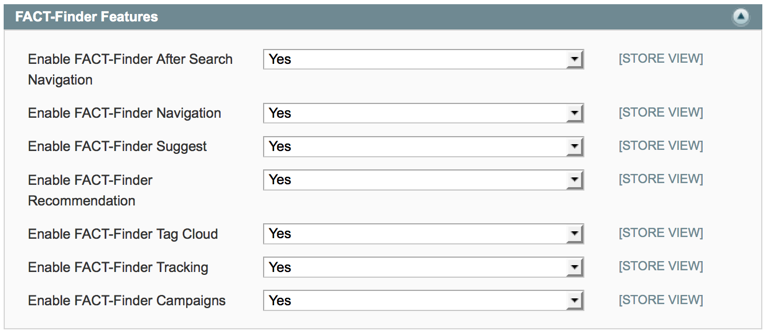 FACT-Finder Features
Enable FACT-Finder After Search Yes [STORE VIEW]
Navigation
Enable FACT-Finder Navigation Yes [STORE VIEW]
Enable FACT-Finder Suggest Yes [STORE VIEW]
Enable FACT-Finder Yes [STORE VIEW]
Recommendation
Enable FACT-Finder Tag Cloud Yes [STORE VIEW]
Enable FACT-Finder Tracking Yes [STORE VIEW]
Enable FACT-Finder Campaigns Yes [STORE VIEW]